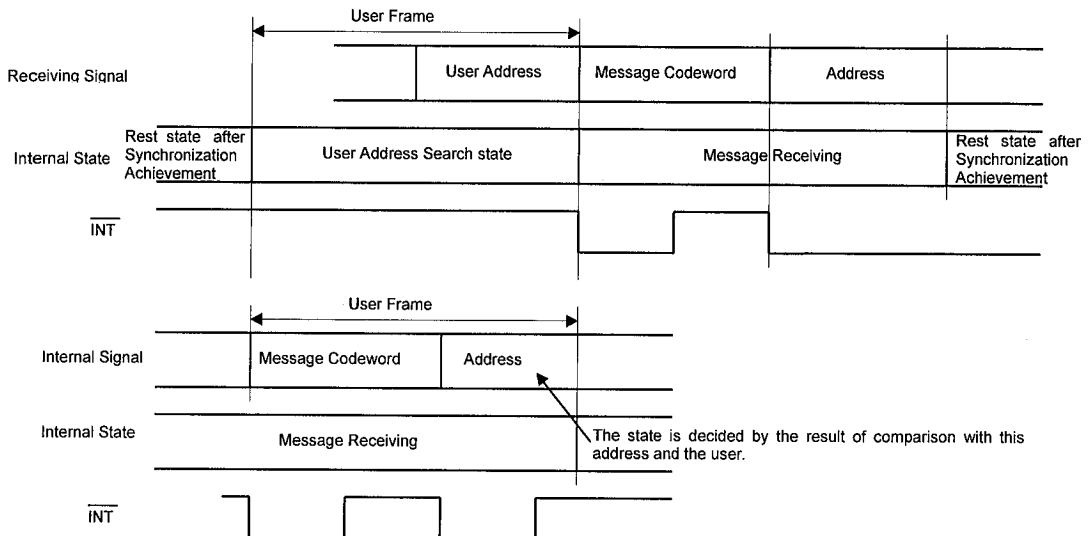 User Frame
Receiving Signal
User Address
Message Codeword
Address
Internal State
Rest state after
Synchronization
Achievement
User Address Search state
Message Receiving
Rest state after
Synchronization
Achievement
INT
User Frame
Internal Signal
Message Codeword
Address
Internal State
Message Receiving
The state is decided by the result of comparison with this
address and the user.
INT